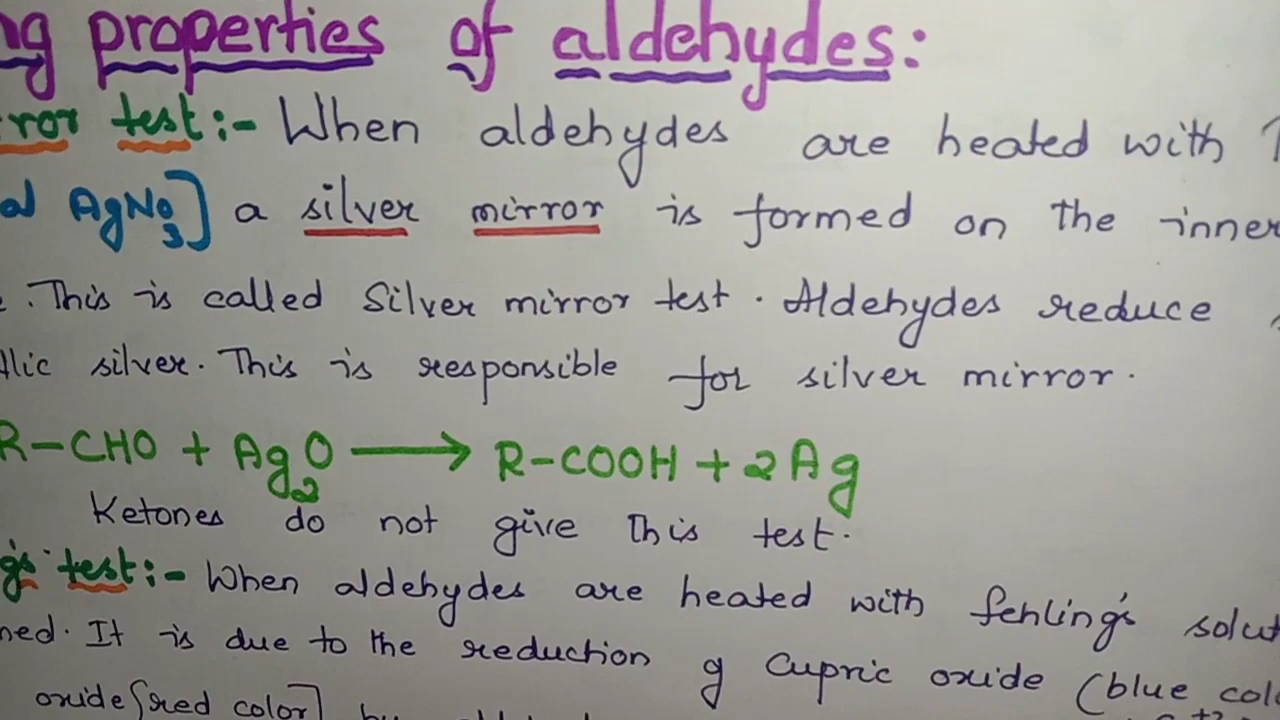 ng properties of aldehydes:
ror test:- When aldehydes are heated with
al AgNO3] a silver mirror is formed on the inner
. This is called Silver mirror test. Aldehydes reduce
llic silver. This is responsible for silver mirror.
R-CHO + Ag2O ⟶ R-COOH + 2Ag
Ketones do not give this test.
g's test:- When aldehydes are heated with fehling's solut
ned. It is due to the reduction of Cupric oxide (blue col
oxide [red color] by